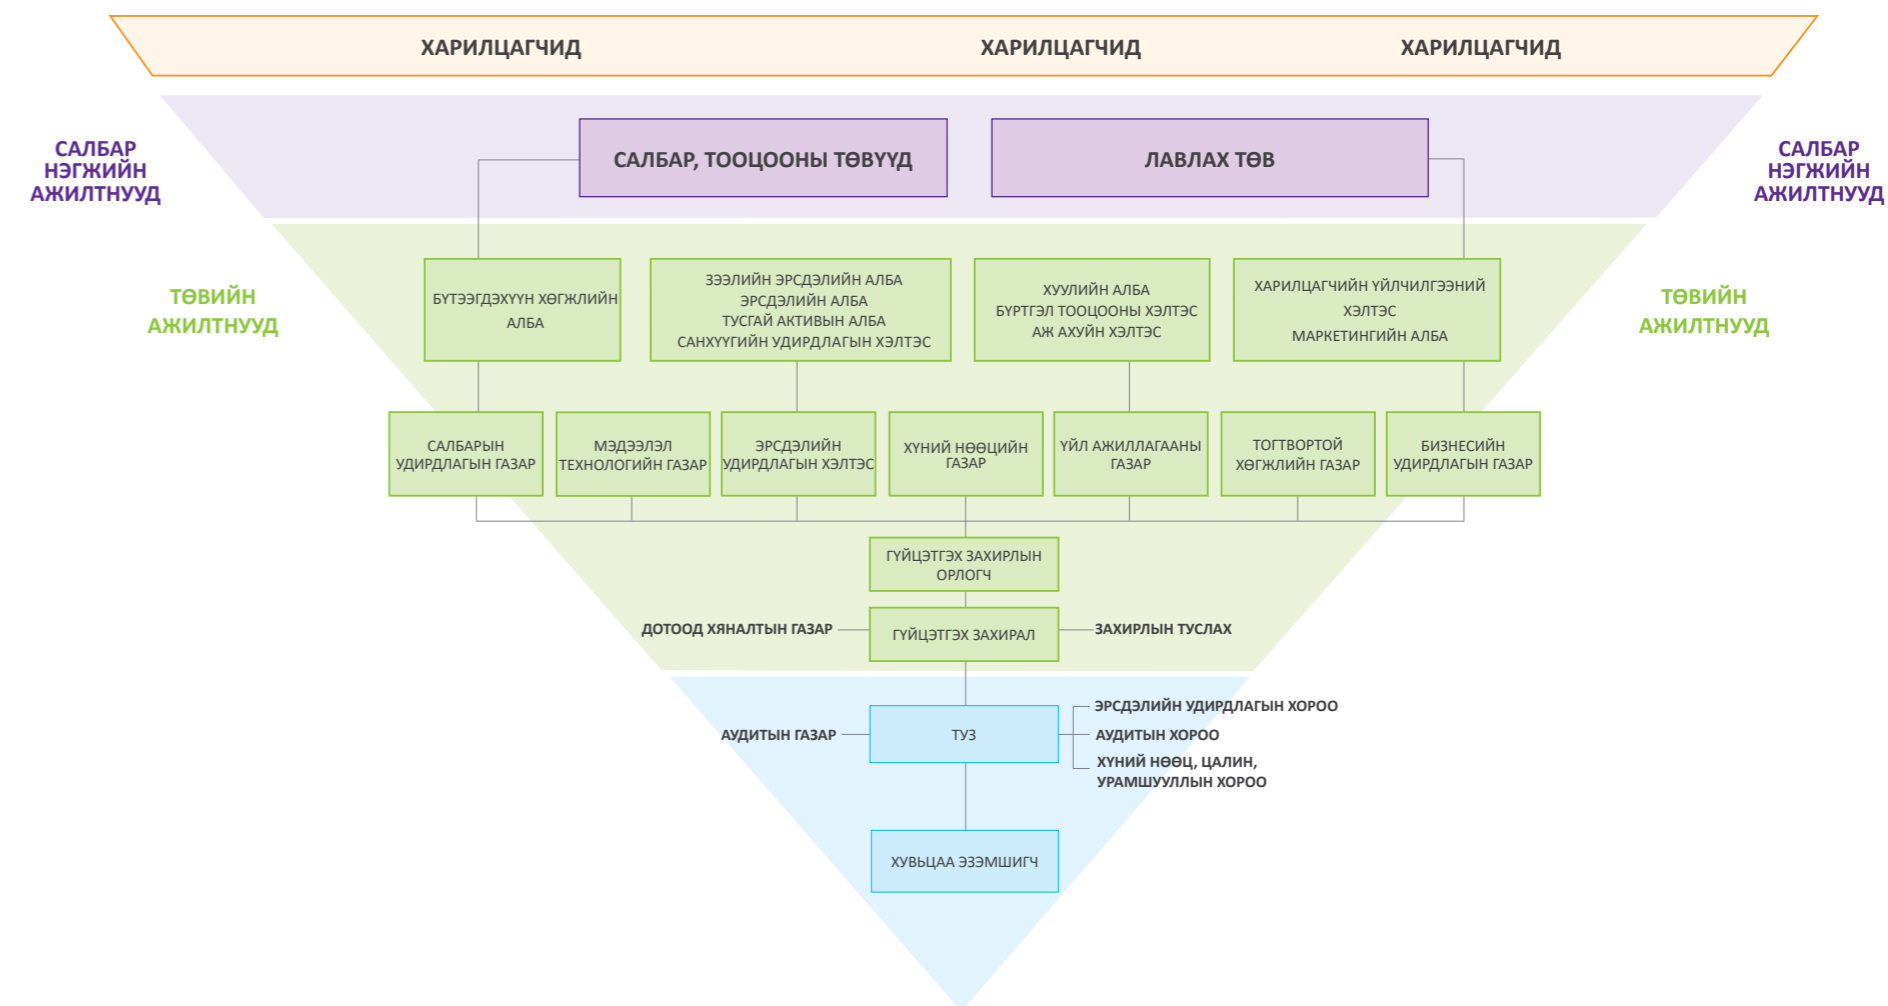 ХАРИЛЦАГЧИД
ХАРИЛЦАГЧИД
ХАРИЛЦАГЧИД
САЛБАР
НЭГЖИЙН
АЖИЛТНУУД
САЛБАР, ТООЦООНЫ ТӨВҮҮД
ЛАВЛАХ ТӨВ
САЛБАР
НЭГЖИЙН
АЖИЛТНУУД
ТӨВИЙН
АЖИЛТНУУД
БҮТЭЭГДЭХҮҮН ХӨГЖЛИЙН
АЛБА
ЗЭЭЛИЙН ЭРСДЭЛИЙН АЛБА
ЭРСДЭЛИЙН АЛБА
ТУСГАЙ АКТИВЫН АЛБА
САНХҮҮГИЙН УДИРДЛАГЫН ХЭЛТЭС
ХУУЛИЙН АЛБА
БҮРТГЕЛ ТООЦООНЫ ХЭЛТЭС
АЖ АХУЙН ХЭЛТЭС
ХАРИЛЦАГЧИЙН ҮЙЛЧИЛГЭЭНИЙ
ХЭЛТЭС
МАРКЕТИНГИЙН АЛБА
ТӨВИЙН
АЖИЛТНУУД
САЛБАРЫН
УДИРДЛАГЫН ГАЗАР
МЭДЭЭЛЭЛ
ТЕХНОЛОГИЙН ГАЗАР
ЭРСДЭЛИЙН
УДИРДЛАГЫН ХЭЛТЭС
ХҮНИЙ НӨӨЦИЙН
ГАЗАР
ҮЙЛ АЖИЛЛАГААНЫ
ГАЗАР
ТОГТВОРТОЙ
ХӨГЖЛИЙН ГАЗАР
БИЗНЕСИЙН
УДИРДЛАГЫН ГАЗАР
ГҮЙЦЭТГЭХ ЗАХИРЛЫН
ОРЛОГЧ
ДОТООД ХЯНАЛТЫН ГАЗАР
ГҮЙЦЭТГЭХ ЗАХИРАЛ
ЗАХИРЛЫН ТУСЛАХ
АУДИТЫН ГАЗАР
ТУЗ
ЭРСДЭЛИЙН УДИРДЛАГЫН ХОРОО
АУДИТЫН ХОРОО
ХҮНИЙ НӨӨЦ, ЦАЛИН,
УРАМШУУЛЛЫН ХОРОО
ХУВЬЦАА ЭЗЭМШИГЧ